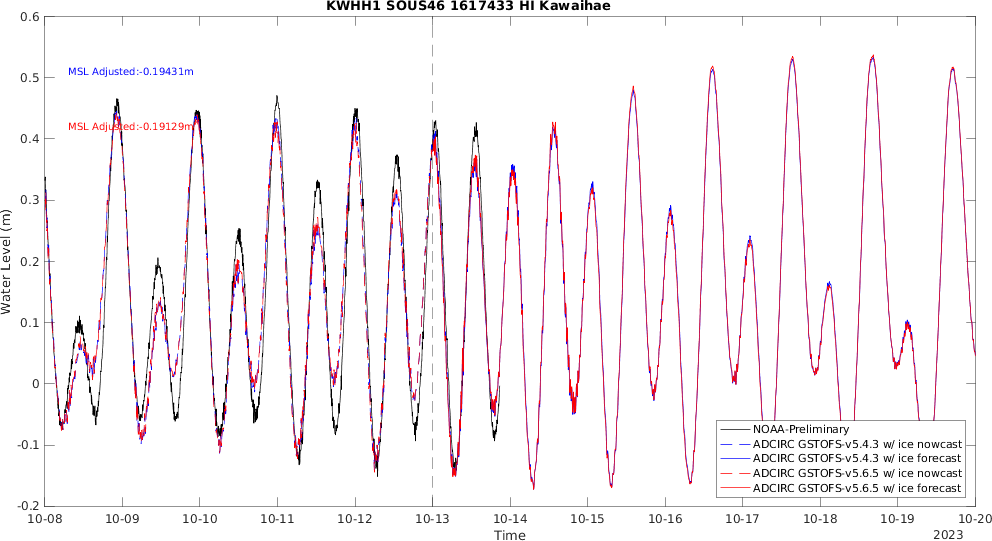 KWHH1 SOUS46 1617433 HI Kawaihae
0.6
0.5
0.4
0.3
0.2
0.1
0
-0.1
-0.2
Water Level (m)
MSL Adjusted:-0.19431m
MSL Adjusted:-0.19129m
NOAA-Preliminary
ADCIRC GSTOFS-v5.4.3 w/ ice nowcast
ADCIRC GSTOFS-v5.4.3 w/ ice forecast
ADCIRC GSTOFS-v5.6.5 w/ ice nowcast
ADCIRC GSTOFS-v5.6.5 w/ ice forecast
10-08 10-09 10-10 10-11 10-12 10-13 10-14 10-15 10-16 10-17 10-18 10-19 10-20
Time
2023